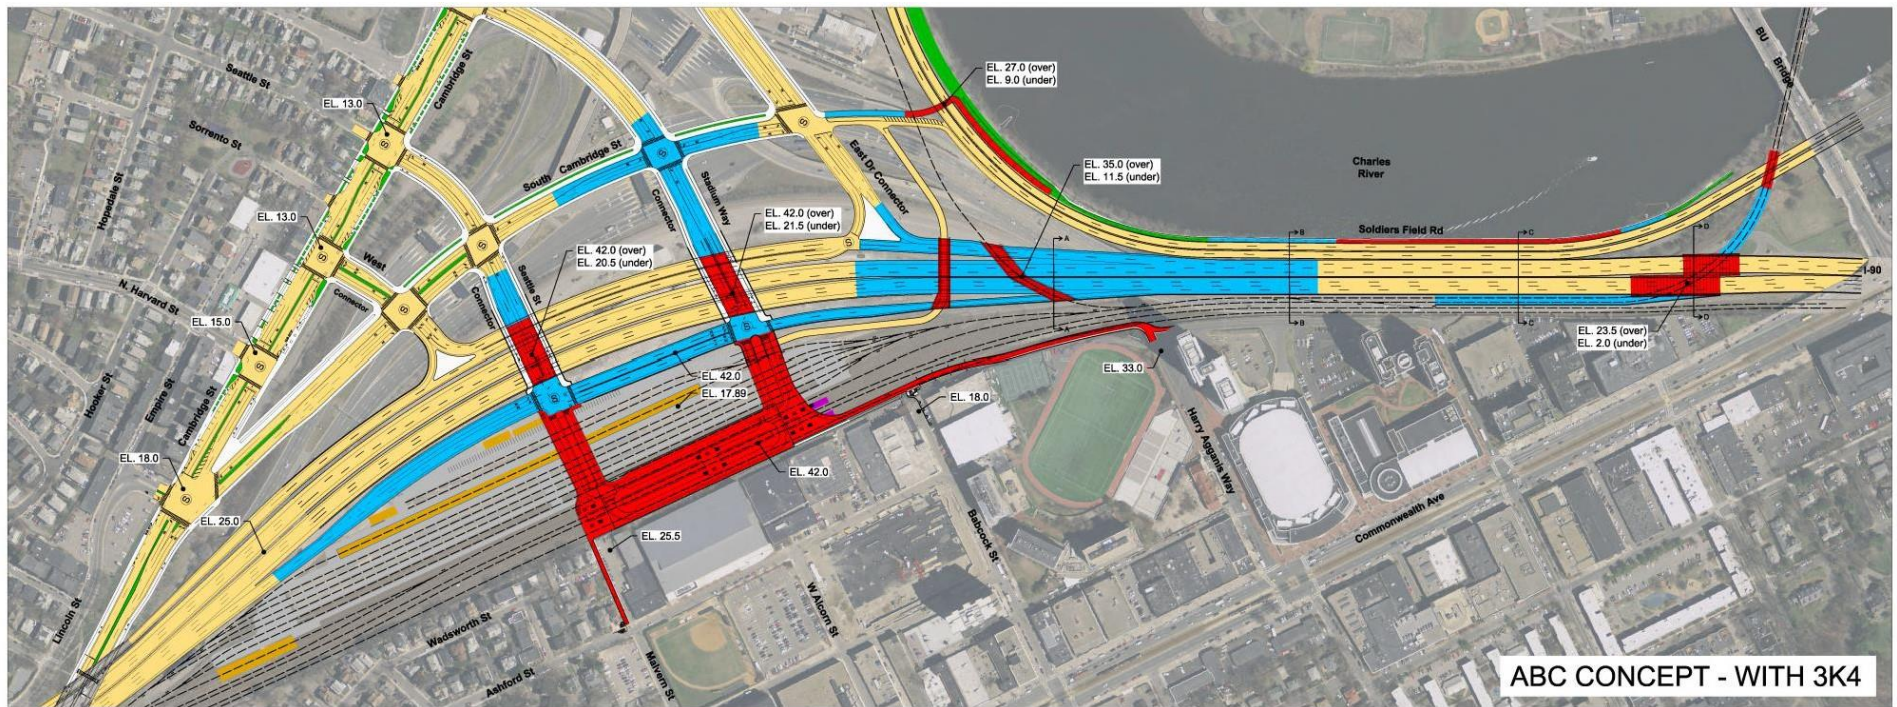 Seattle St
Cambridge St
EL. 13.0
Sorrento St
Hopedale St
EL. 27.0 (over)
EL. 9.0 (under)
BU
Bridge
Charles
River
South Cambridge St
East Dr Connector
EL. 35.0 (over)
EL. 11.5 (under)
Stadium Way
Connector
EL. 13.0
EL. 42.0 (over)
EL. 21.5 (under)
Soldiers Field Rd
A
B
C
D
I-90
West
Connector
EL. 42.0 (over)
EL. 20.5 (under)
Seattle St
Connector
N. Harvard St
EL. 15.0
A
B
C
D
EL. 23.5 (over)
EL. 2.0 (under)
EL. 33.0
EL. 42.0
EL. 17.89
EL. 18.0
Hooker St
Empire St
Cambridge St
Harry Agganis Way
EL. 18.0
EL. 42.0
EL. 25.0
EL. 25.5
Babcock St
Commonwealth Ave
Lincoln St
Wadsworth St
W Alcorn St
Ashford St
Malvern St
S
S
S
S
S
S
S
S
S
S
S
ABC CONCEPT - WITH 3K4